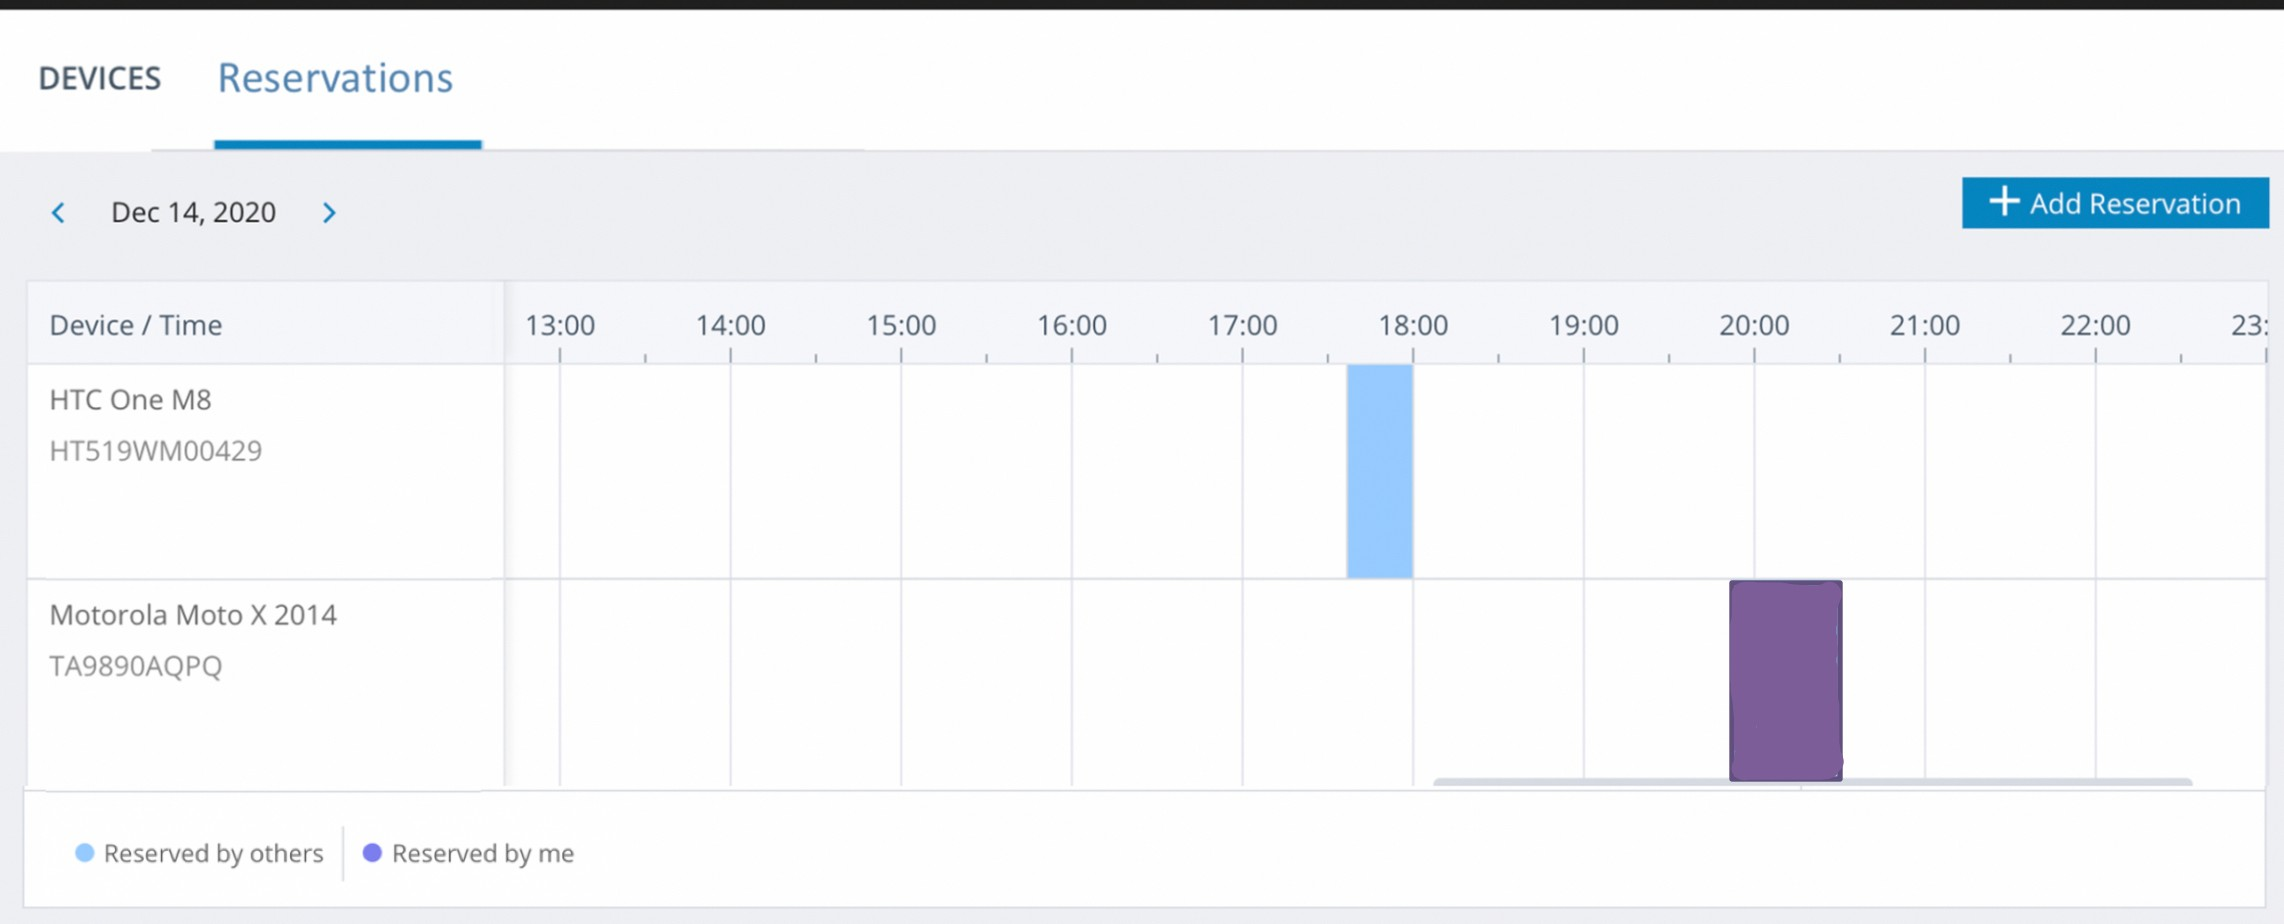 DEVICES Reservations
Dec 14, 2020
+ Add Reservation
Device / Time 13:00 14:00 15:00 16:00 17:00 18:00 19:00 20:00 21:00 22:00 23:
HTC One M8
HT519WM00429
Motorola Moto X 2014
TA9890AQPQ
Reserved by others Reserved by me